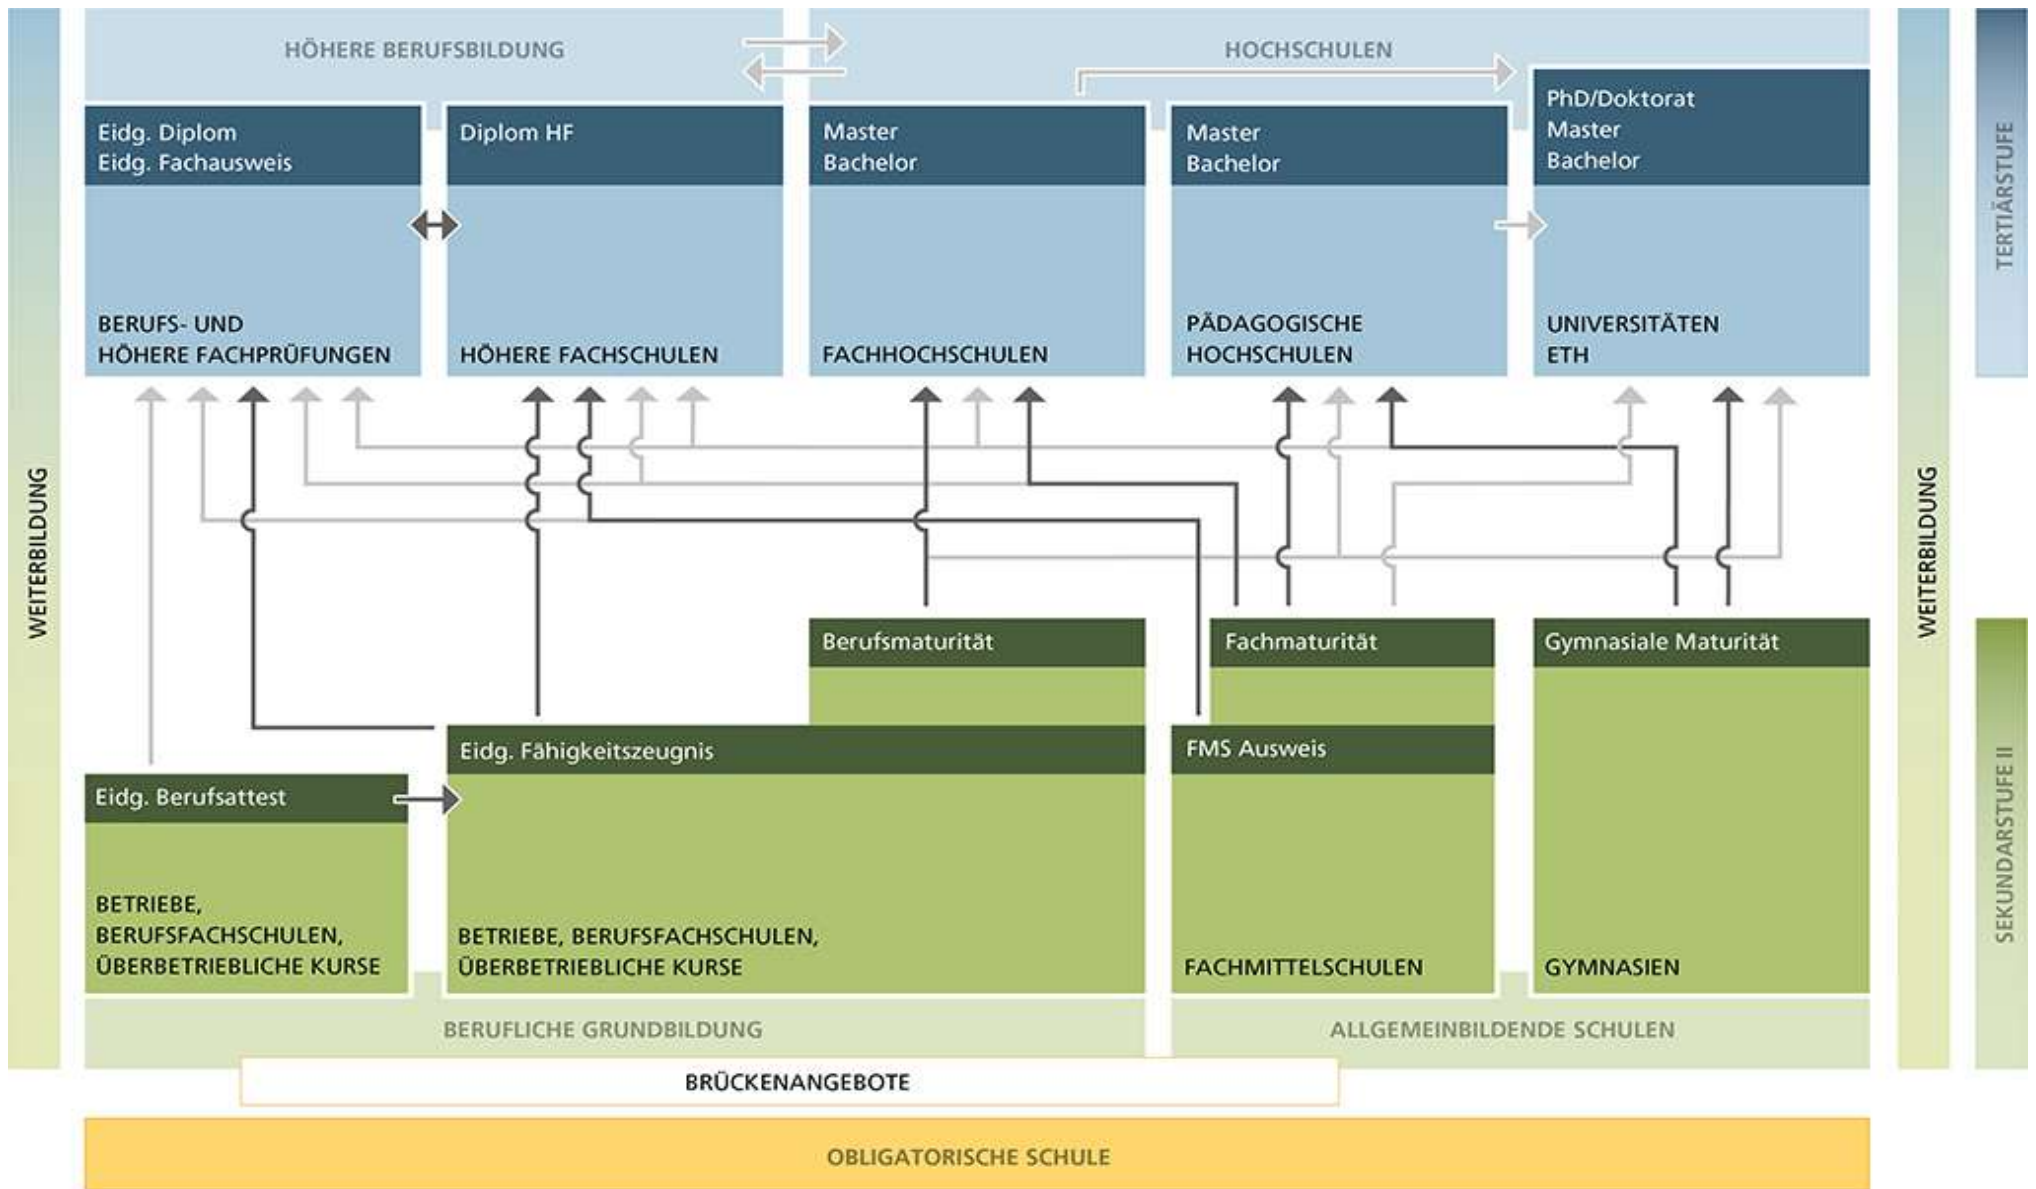 HÖHERE BERUFSBILDUNG
HOCHSCHULEN
Eidg. Diplom
Eidg. Fachausweis
BERUFS- UND
HÖHERE FACHPRÜFUNGEN
Diplom HF
HÖHERE FACHSCHULEN
Master
Bachelor
FACHHOCHSCHULEN
Master
Bachelor
PÄDAGOGISCHE
HOCHSCHULEN
PhD/Doktorat
Master
Bachelor
UNIVERSITÄTEN
ETH
TERTIÄRSTUFE
WEITERBILDUNG
WEITERBILDUNG
Berufsmaturität
Fachmaturität
Gymnasiale Maturität
Eidg. Fähigkeitszeugnis
FMS Ausweis
Eidg. Berufsattest
BETRIEBE,
BERUFSFACHSCHULEN,
ÜBERBETRIEBLICHE KURSE
BETRIEBE, BERUFSFACHSCHULEN,
ÜBERBETRIEBLICHE KURSE
FACHMITTELSCHULEN
GYMNASIEN
SEKUNDARSTUFE II
BERUFLICHE GRUNDBILDUNG
ALLGEMEINBILDENDE SCHULEN
BRÜCKENANGEBOTE
OBLIGATORISCHE SCHULE